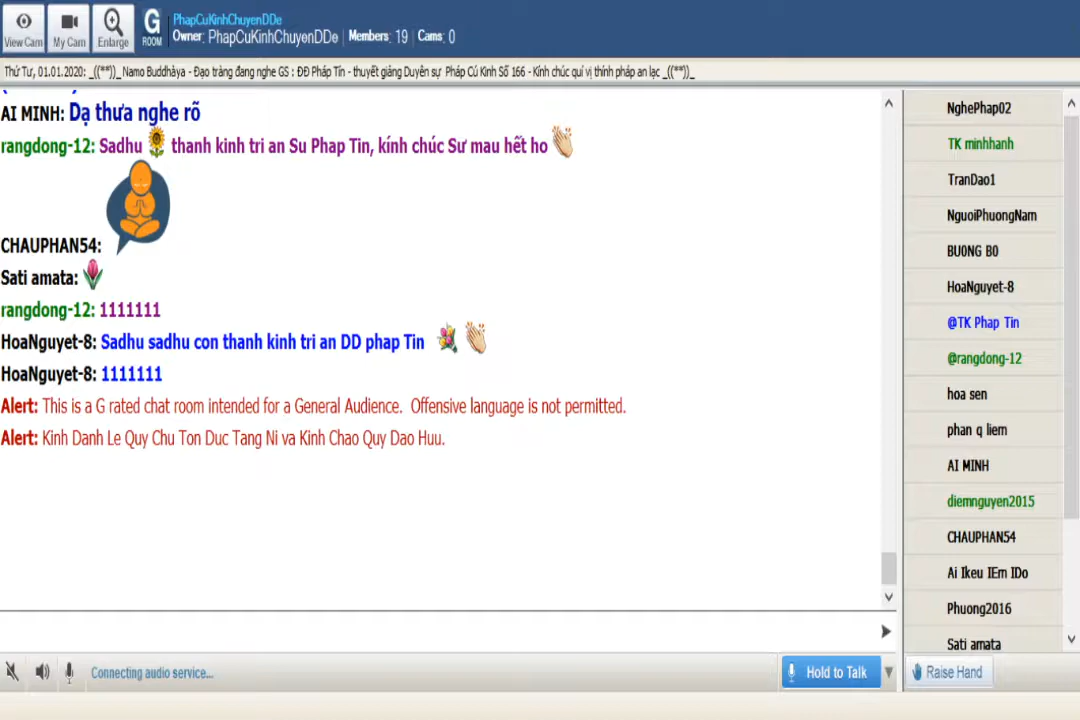 PhapCuKinhChuyenDDe
View Cam My Cam Enlarge G ROOM Owner: PhapCuKinhChuyenDDe Members: 19 Cams: 0
Thứ Tư, 01.01.2020: _((**))_ Namo Buddhàya - Đạo tràng đang nghe GS : ĐĐ Pháp Tín - thuyết giảng Duyên sự Pháp Cú Kinh Số 166 - Kính chúc quí vị thính pháp an lạc _((**))_
AI MINH: Dạ thưa nghe rõ
rangdong-12: Sadhu thanh kinh tri an Su Phap Tin, kính chúc Sư mau hết ho
CHAUPHAN54:
Sati amata:
rangdong-12: 1111111
HoaNguyet-8: Sadhu sadhu con thanh kinh tri an DD phap Tin
HoaNguyet-8: 1111111
Alert: This is a G rated chat room intended for a General Audience. Offensive language is not permitted.
Alert: Kinh Danh Le Quy Chu Ton Duc Tang Ni va Kinh Chao Quy Dao Huu.
NghePhap02
TK minhhanh
TranDao1
NguoiPhuongNam
BUONG BO
HoaNguyet-8
@TK Phap Tin
@rangdong-12
hoa sen
phan q liem
AI MINH
diemnguyen2015
CHAUPHAN54
Ai Ikeu IEm IDo
Phuong2016
Sati amata
Connecting audio service... Hold to Talk Raise Hand